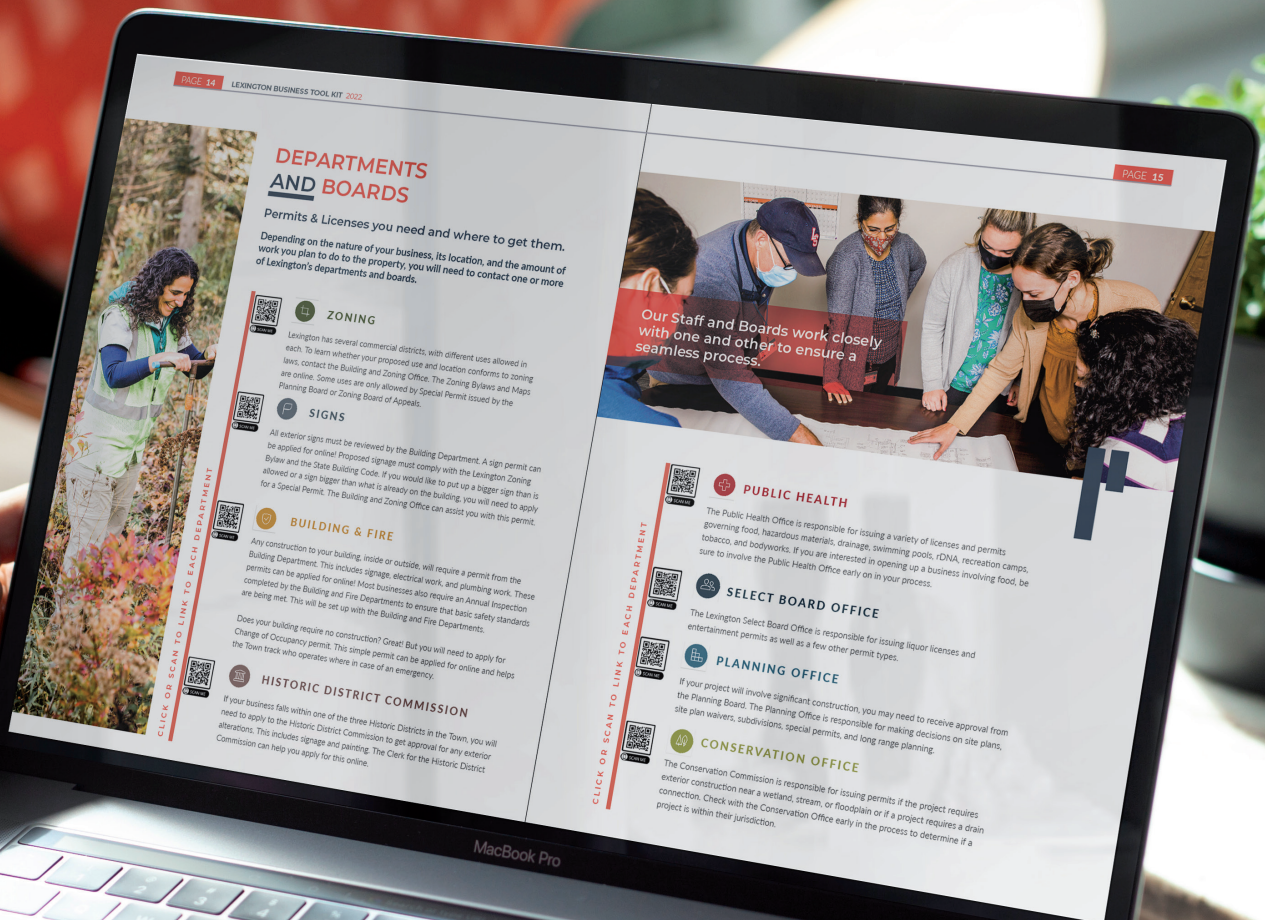 PAGE 14 LEXINGTON BUSINESS TOOL KIT 2022
DEPARTMENTS
AND BOARDS
Permits & Licenses you need and where to get them.
Depending on the nature of your business, its location, and the amount of
work you plan to do to the property, you will need to contact one or more
of Lexington's departments and boards.
CLICK OR SCAN TO LINK TO EACH DEPARTMENT
SCAN ME
ZONING
Lexington has several commercial districts, with different uses allowed in
each. To learn whether your proposed use and location conforms to zoning
laws, contact the Building and Zoning Office. The Zoning Bylaws and Maps
are online. Some uses are only allowed by Special Permit issued by the
Planning Board or Zoning Board of Appeals.
SCAN ME
SIGNS
All exterior signs must be reviewed by the Building Department. A sign permit can
be applied for online! Proposed signage must comply with the Lexington Zoning
Bylaw and the State Building Code. If you would like to put up a bigger sign than is
allowed or a sign bigger than what is already on the building, you will need to apply
for a Special Permit. The Building and Zoning Office can assist you with this permit.
SCAN ME
BUILDING & FIRE
Any construction to your building, inside or outside, will require a permit from the
Building Department. This includes signage, electrical work, and plumbing work. These
permits can be applied for online! Most businesses also require an Annual Inspection
completed by the Building and Fire Departments to ensure that basic safety standards
are being met. This will be set up with the Building and Fire Departments.
Does your building require no construction? Great! But you will need to apply for
Change of Occupancy permit. This simple permit can be applied for online and helps
the Town track who operates where in case of an emergency.
SCAN ME
HISTORIC DISTRICT COMMISSION
If your business falls within one of the three Historic Districts in the Town, you will
need to apply to the Historic District Commission to get approval for any exterior
alterations. This includes signage and painting. The Clerk for the Historic District
Commission can help you apply for this online.
PAGE 15
Our Staff and Boards work closely
with one and other to ensure a
seamless process.
CLICK OR SCAN TO LINK TO EACH DEPARTMENT
SCAN ME
PUBLIC HEALTH
The Public Health Office is responsible for issuing a variety of licenses and permits
governing food, hazardous materials, drainage, swimming pools, rDNA, recreation camps,
tobacco, and bodyworks. If you are interested in opening up a business involving food, be
sure to involve the Public Health Office early on in your process.
SCAN ME
SELECT BOARD OFFICE
The Lexington Select Board Office is responsible for issuing liquor licenses and
entertainment permits as well as a few other permit types.
SCAN ME
PLANNING OFFICE
If your project will involve significant construction, you may need to receive approval from
the Planning Board. The Planning Office is responsible for making decisions on site plans,
site plan waivers, subdivisions, special permits, and long range planning.
SCAN ME
CONSERVATION OFFICE
The Conservation Commission is responsible for issuing permits if the project requires
exterior construction near a wetland, stream, or floodplain or if a project requires a drain
connection. Check with the Conservation Office early in the process to determine if a
project is within their jurisdiction.
MacBook Pro